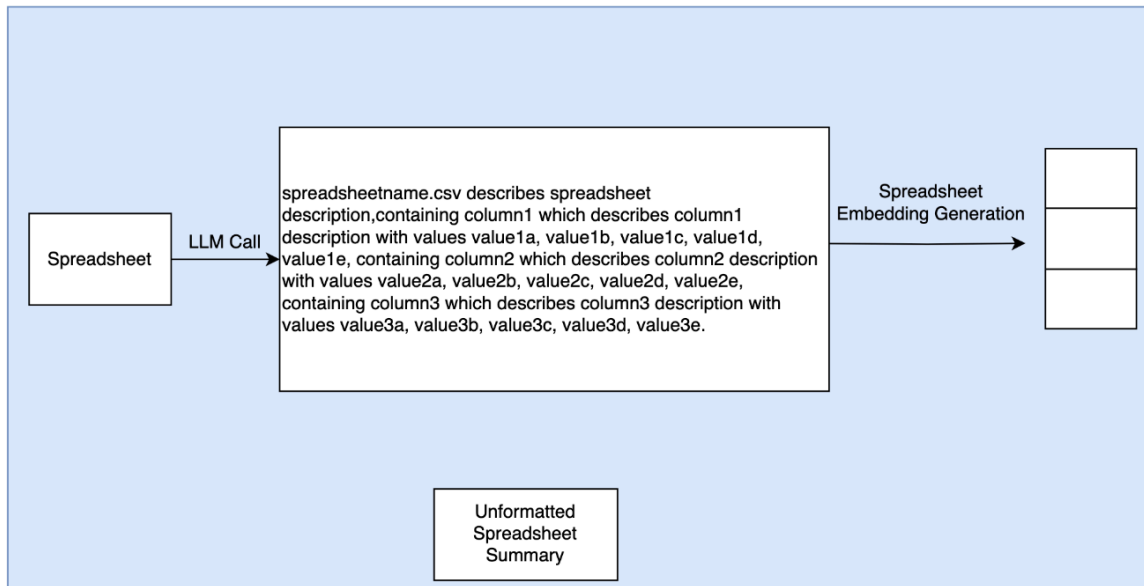 Spreadsheet
LLM Call
spreadsheetname.csv describes spreadsheet
description,containing column1 which describes column1
description with values value1a, value1b, value1c, value1d,
value1e, containing column2 which describes column2 description
with values value2a, value2b, value2c, value2d, value2e,
containing column3 which describes column3 description with
values value3a, value3b, value3c, value3d, value3e.
Spreadsheet
Embedding Generation
Unformatted
Spreadsheet
Summary